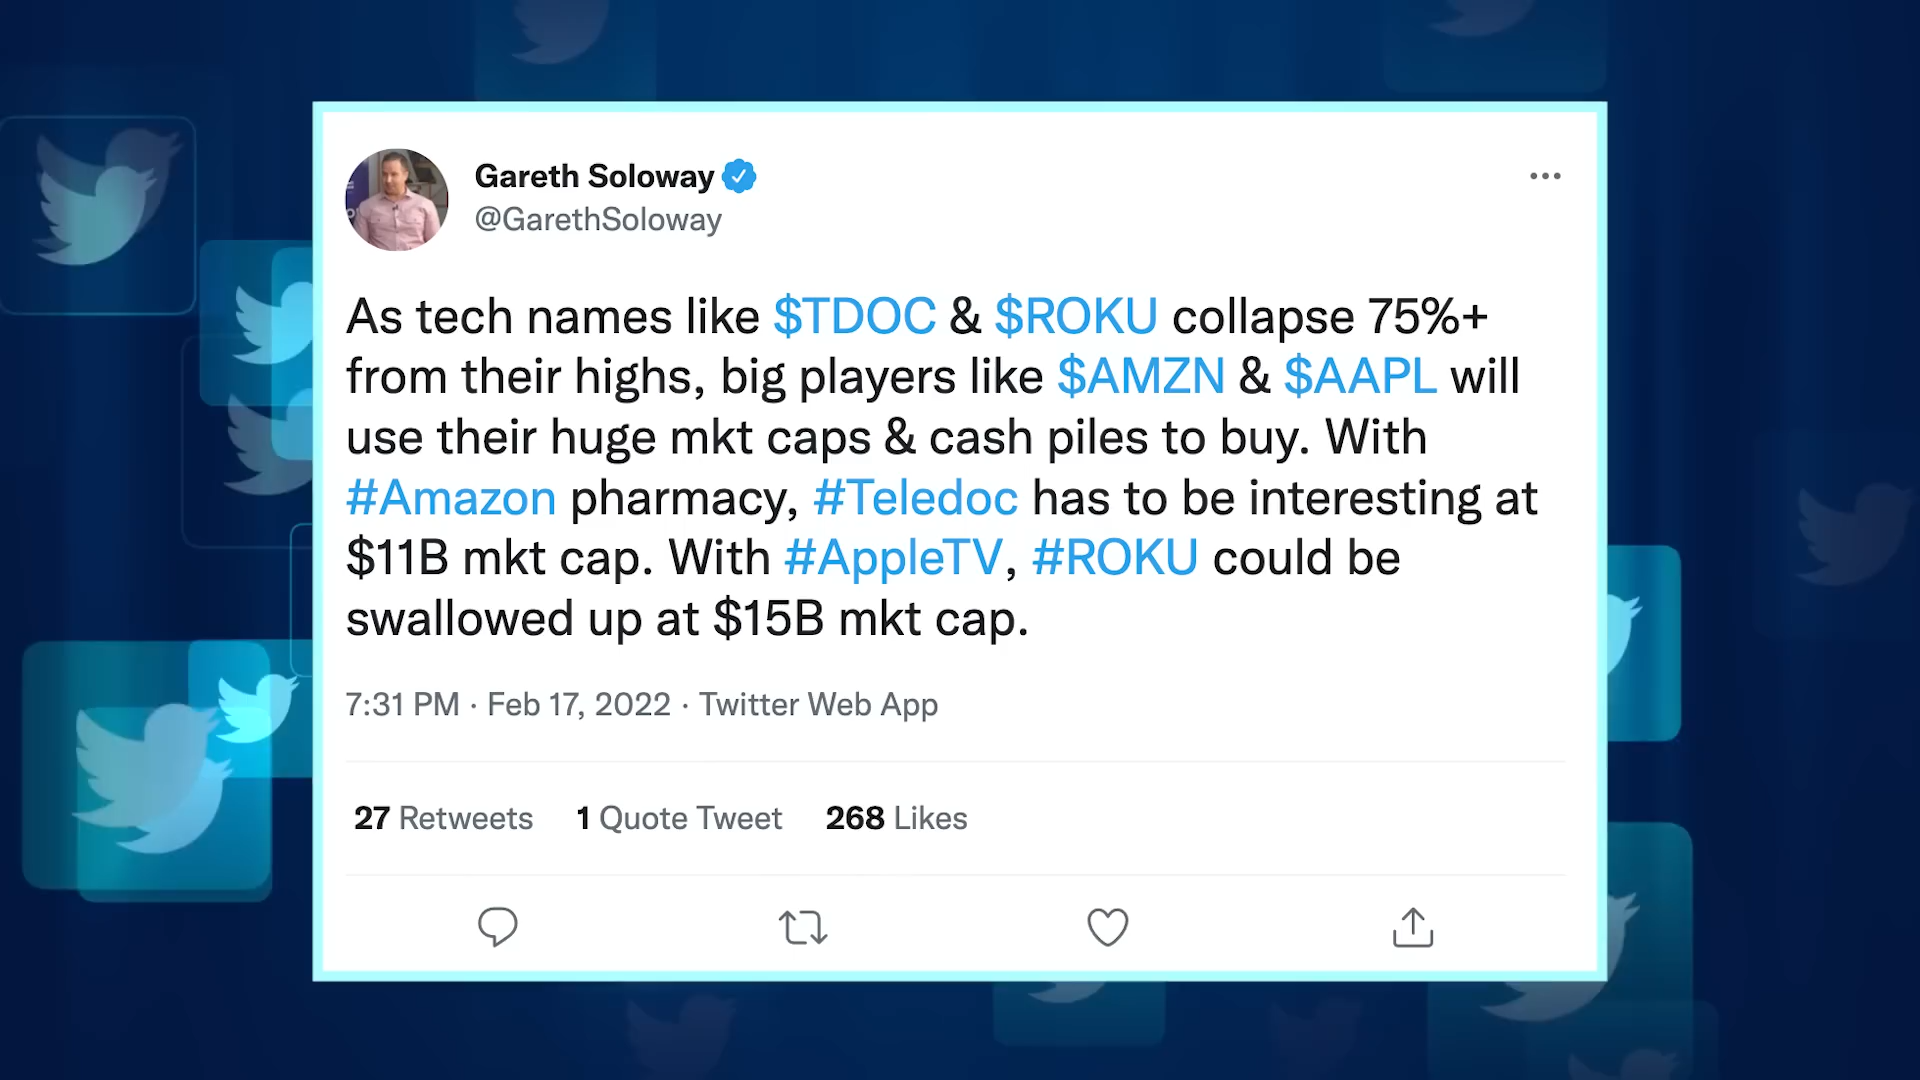 Gareth Soloway
@GarethSoloway
As tech names like $TDOC & $ROKU collapse 75%+
from their highs, big players like $AMZN & $AAPL will
use their huge mkt caps & cash piles to buy. With
#Amazon pharmacy, #Teledoc has to be interesting at
$11B mkt cap. With #AppleTV, #ROKU could be
swallowed up at $15B mkt cap.
7:31 PM · Feb 17, 2022 · Twitter Web App
27 Retweets 1 Quote Tweet 268 Likes